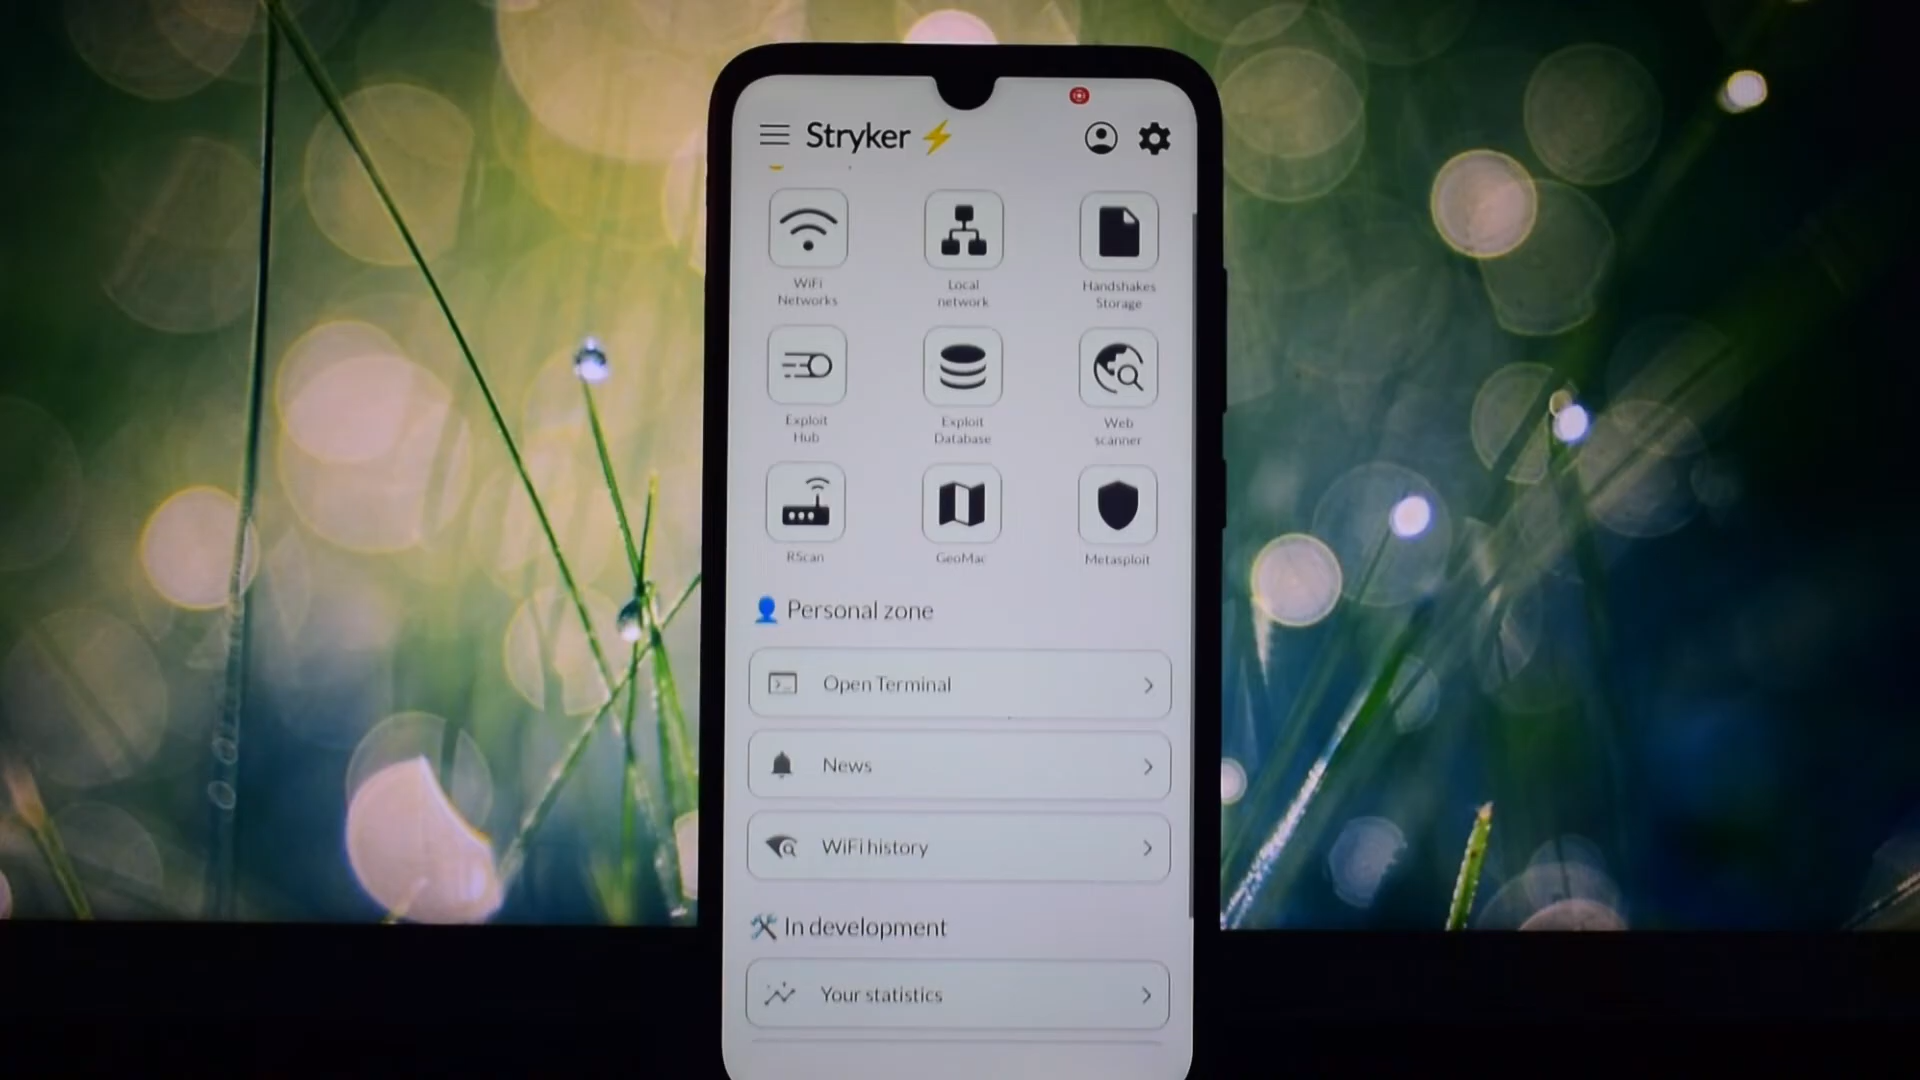 Stryker ⚡
WiFi
Networks
Local
network
Handshakes
Storage
Exploit
Hub
Exploit
Database
Web
scanner
RScan
GeoMac
Metasploit
👤 Personal zone
Open Terminal
News
WiFi history
🛠 In development
Your statistics